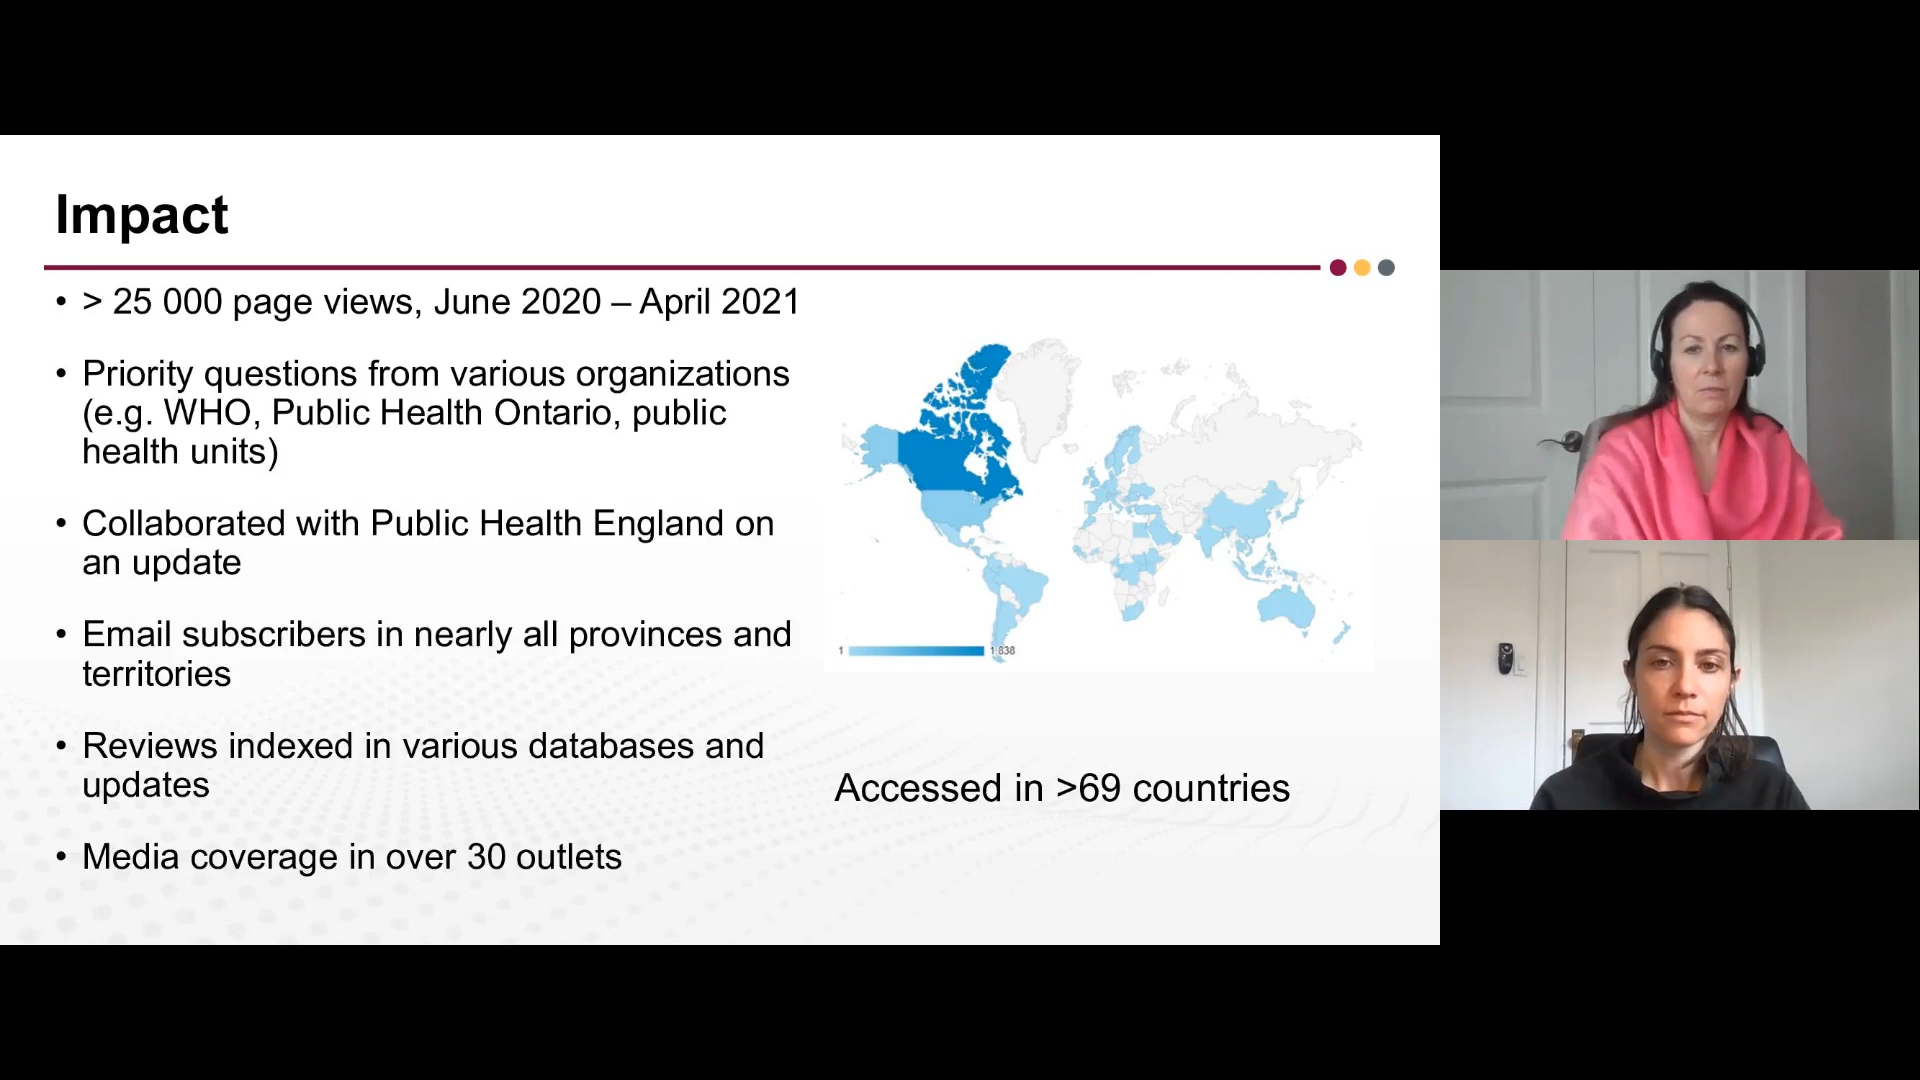 Impact
• > 25 000 page views, June 2020 – April 2021
• Priority questions from various organizations
(e.g. WHO, Public Health Ontario, public
health units)
• Collaborated with Public Health England on
an update
• Email subscribers in nearly all provinces and
territories
• Reviews indexed in various databases and
updates
• Media coverage in over 30 outlets
1 1,838
Accessed in >69 countries